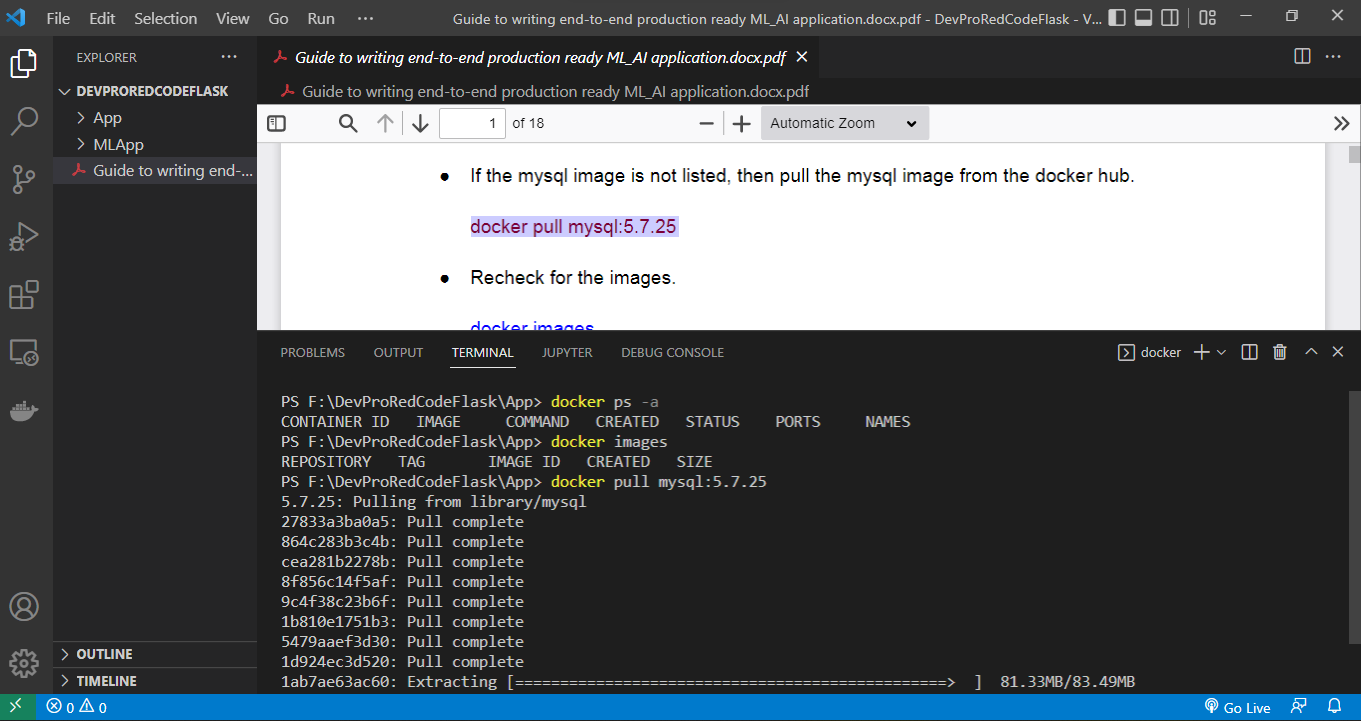 File Edit Selection View Go Run ··· Guide to writing end-to-end production ready ML_AI application.docx.pdf - DevProRedCodeFlask - V...
EXPLORER ···
DEVPROREDCODEFLASK
App
MLApp
Guide to writing end-...
OUTLINE
TIMELINE
Guide to writing end-to-end production ready ML_AI application.docx.pdf
Guide to writing end-to-end production ready ML_AI application.docx.pdf
1 of 18 Automatic Zoom
● If the mysql image is not listed, then pull the mysql image from the docker hub.
docker pull mysql:5.7.25
● Recheck for the images.
docker images
PROBLEMS OUTPUT TERMINAL JUPYTER DEBUG CONSOLE docker
PS F:\DevProRedCodeFlask\App> docker ps -a
CONTAINER ID IMAGE COMMAND CREATED STATUS PORTS NAMES
PS F:\DevProRedCodeFlask\App> docker images
REPOSITORY TAG IMAGE ID CREATED SIZE
PS F:\DevProRedCodeFlask\App> docker pull mysql:5.7.25
5.7.25: Pulling from library/mysql
27833a3ba0a5: Pull complete
864c283b3c4b: Pull complete
cea281b2278b: Pull complete
8f856c14f5af: Pull complete
9c4f38c23b6f: Pull complete
1b810e1751b3: Pull complete
5479aaef3d30: Pull complete
1d924ec3d520: Pull complete
1ab7ae63ac60: Extracting [================================================> ] 81.33MB/83.49MB
0 0 Go Live